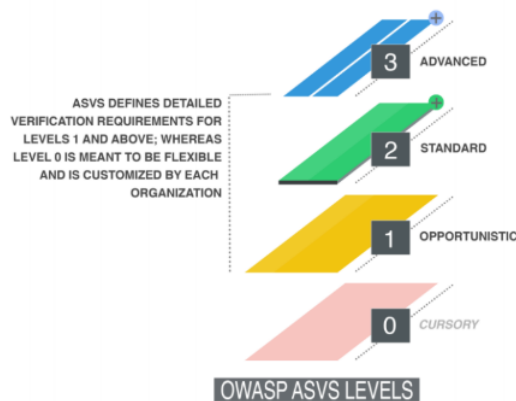 3
ADVANCED
ASVS DEFINES DETAILED
VERIFICATION REQUIREMENTS FOR
LEVELS 1 AND ABOVE; WHEREAS
LEVEL 0 IS MEANT TO BE FLEXIBLE
AND IS CUSTOMIZED BY EACH
ORGANIZATION
2
STANDARD
1
OPPORTUNISTIC
0
CURSORY
OWASP ASVS LEVELS